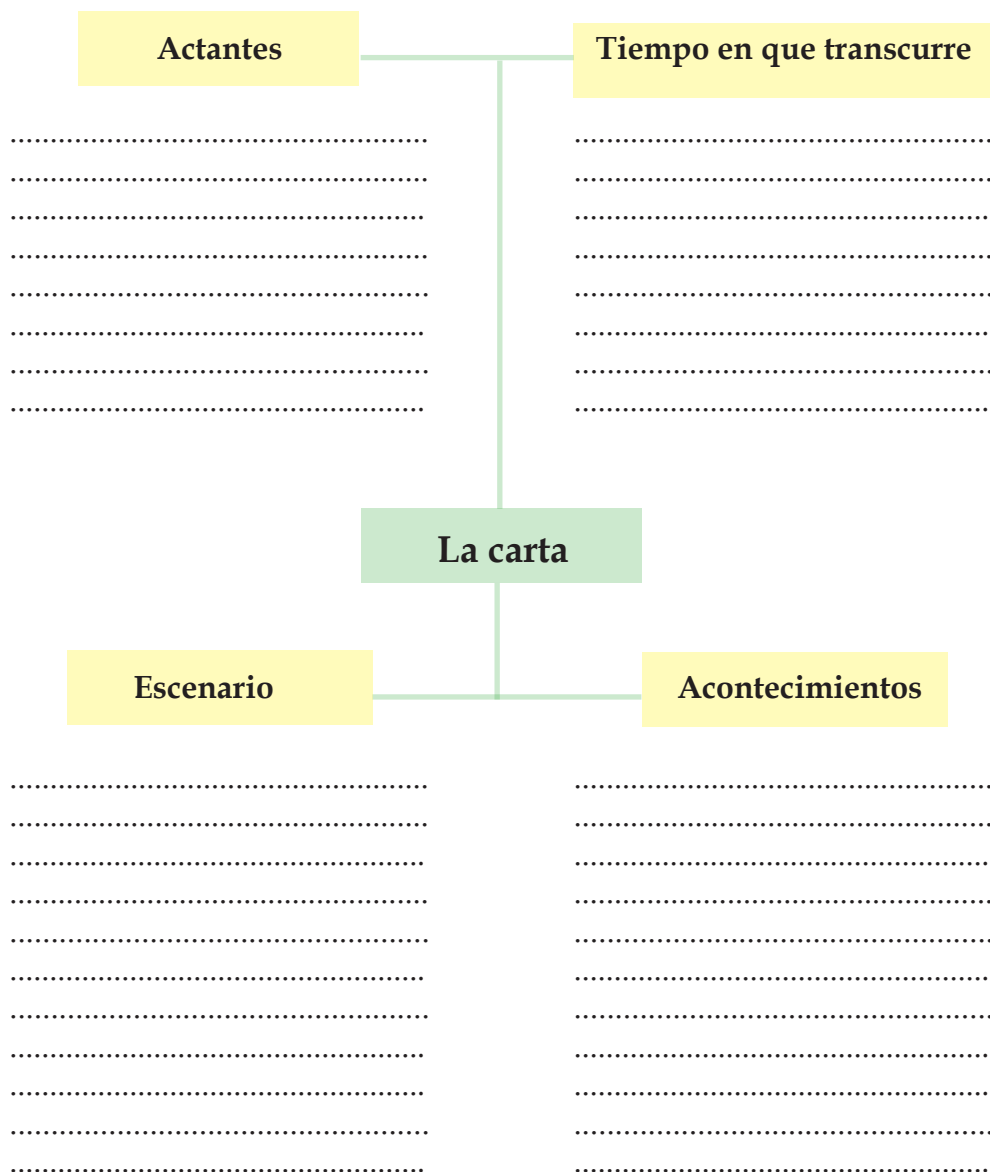 Actantes
Tiempo en que transcurre
La carta
Escenario
Acontecimientos